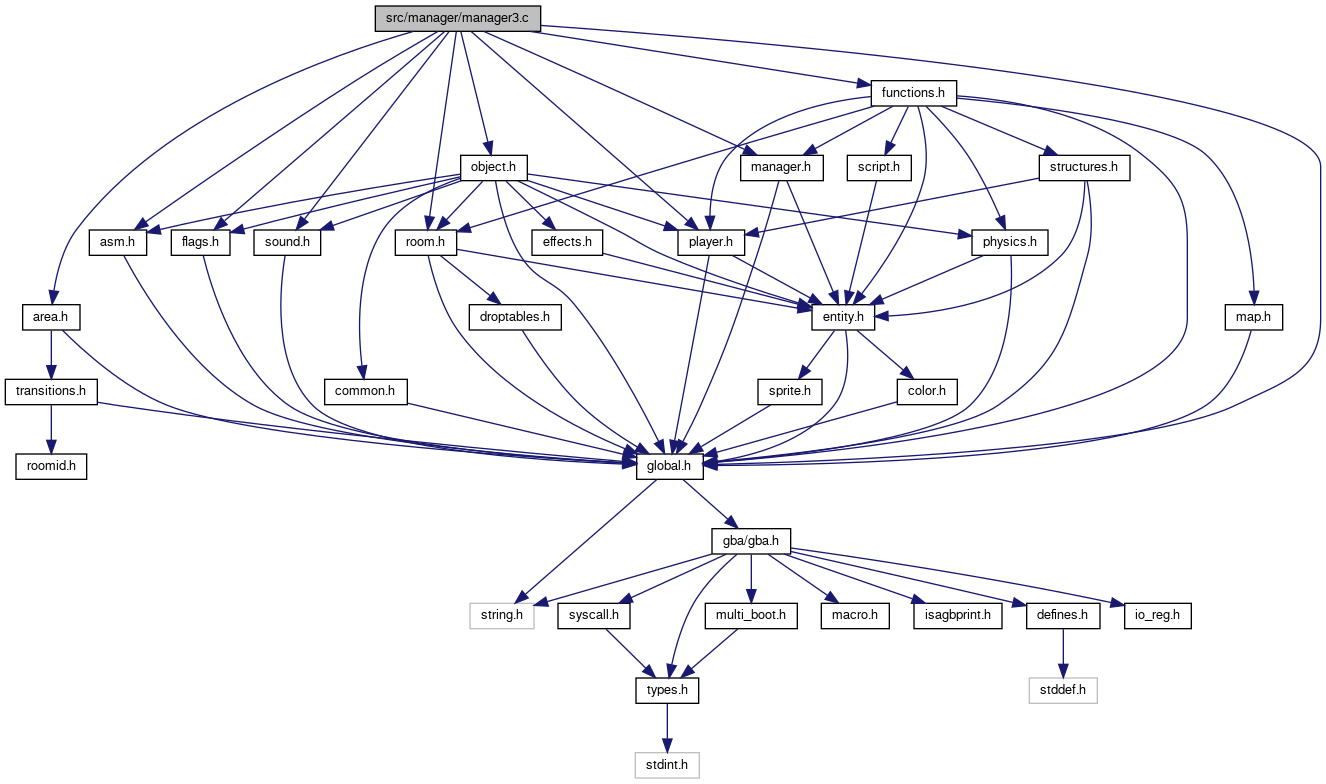 src/manager/manager3.c
functions.h
object.h
manager.h
script.h
structures.h
asm.h
flags.h
sound.h
room.h
effects.h
player.h
physics.h
area.h
droptables.h
entity.h
map.h
transitions.h
common.h
sprite.h
color.h
roomid.h
global.h
gba/gba.h
string.h
syscall.h
multi_boot.h
macro.h
isagbprint.h
defines.h
io_reg.h
types.h
stddef.h
stdint.h